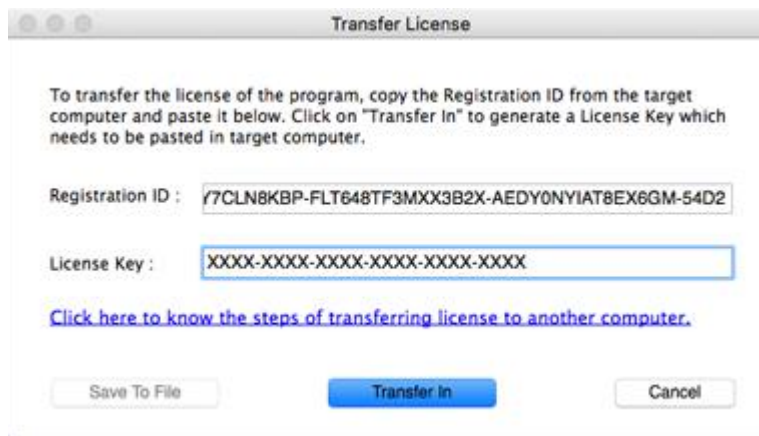 Transfer License
To transfer the license of the program, copy the Registration ID from the target
computer and paste it below. Click on "Transfer In" to generate a License Key which
needs to be pasted in target computer.
Registration ID : Y7CLN8KBP-FLT648TF3MXX3B2X-AEDY0NYIAT8EX6GM-54D2
License Key : XXXX-XXXX-XXXX-XXXX-XXXX-XXXX
Click here to know the steps of transferring license to another computer.
Save To File Transfer In Cancel